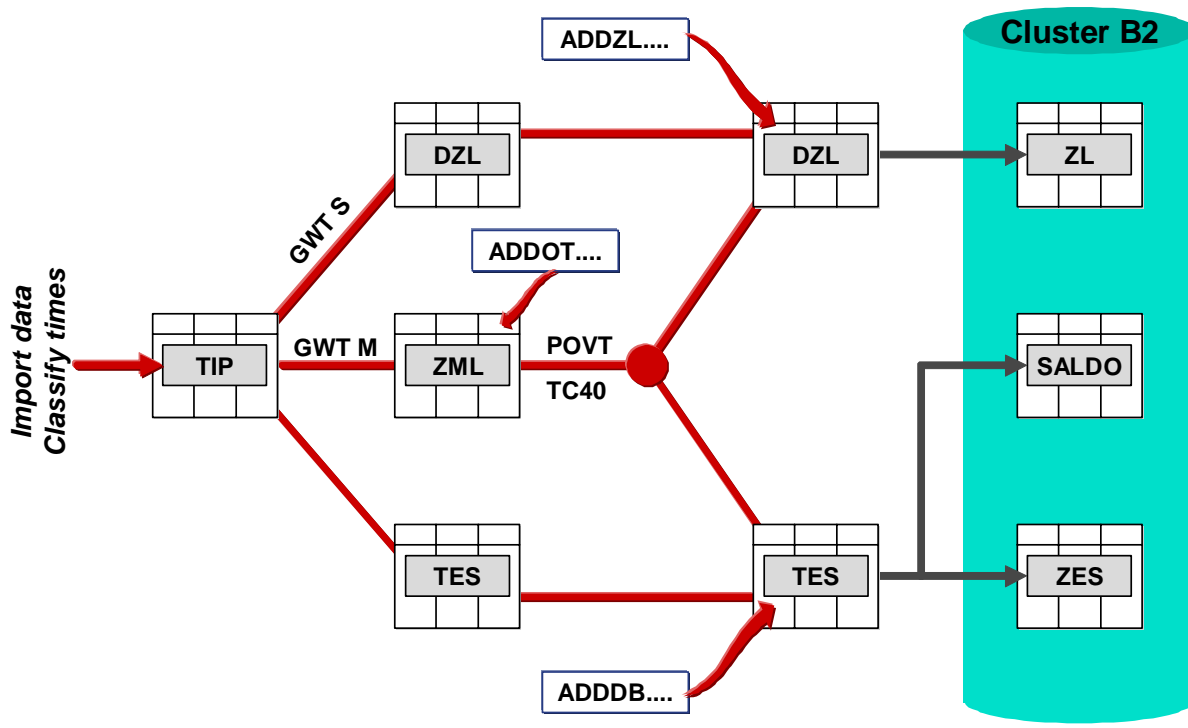 Cluster B2
ADDZL....
DZL
DZL
ZL
GWT S
ADDOT....
Import data
Classify times
TIP
GWT M
ZML
POVT
TC40
SALDO
TES
TES
ZES
ADDDB....